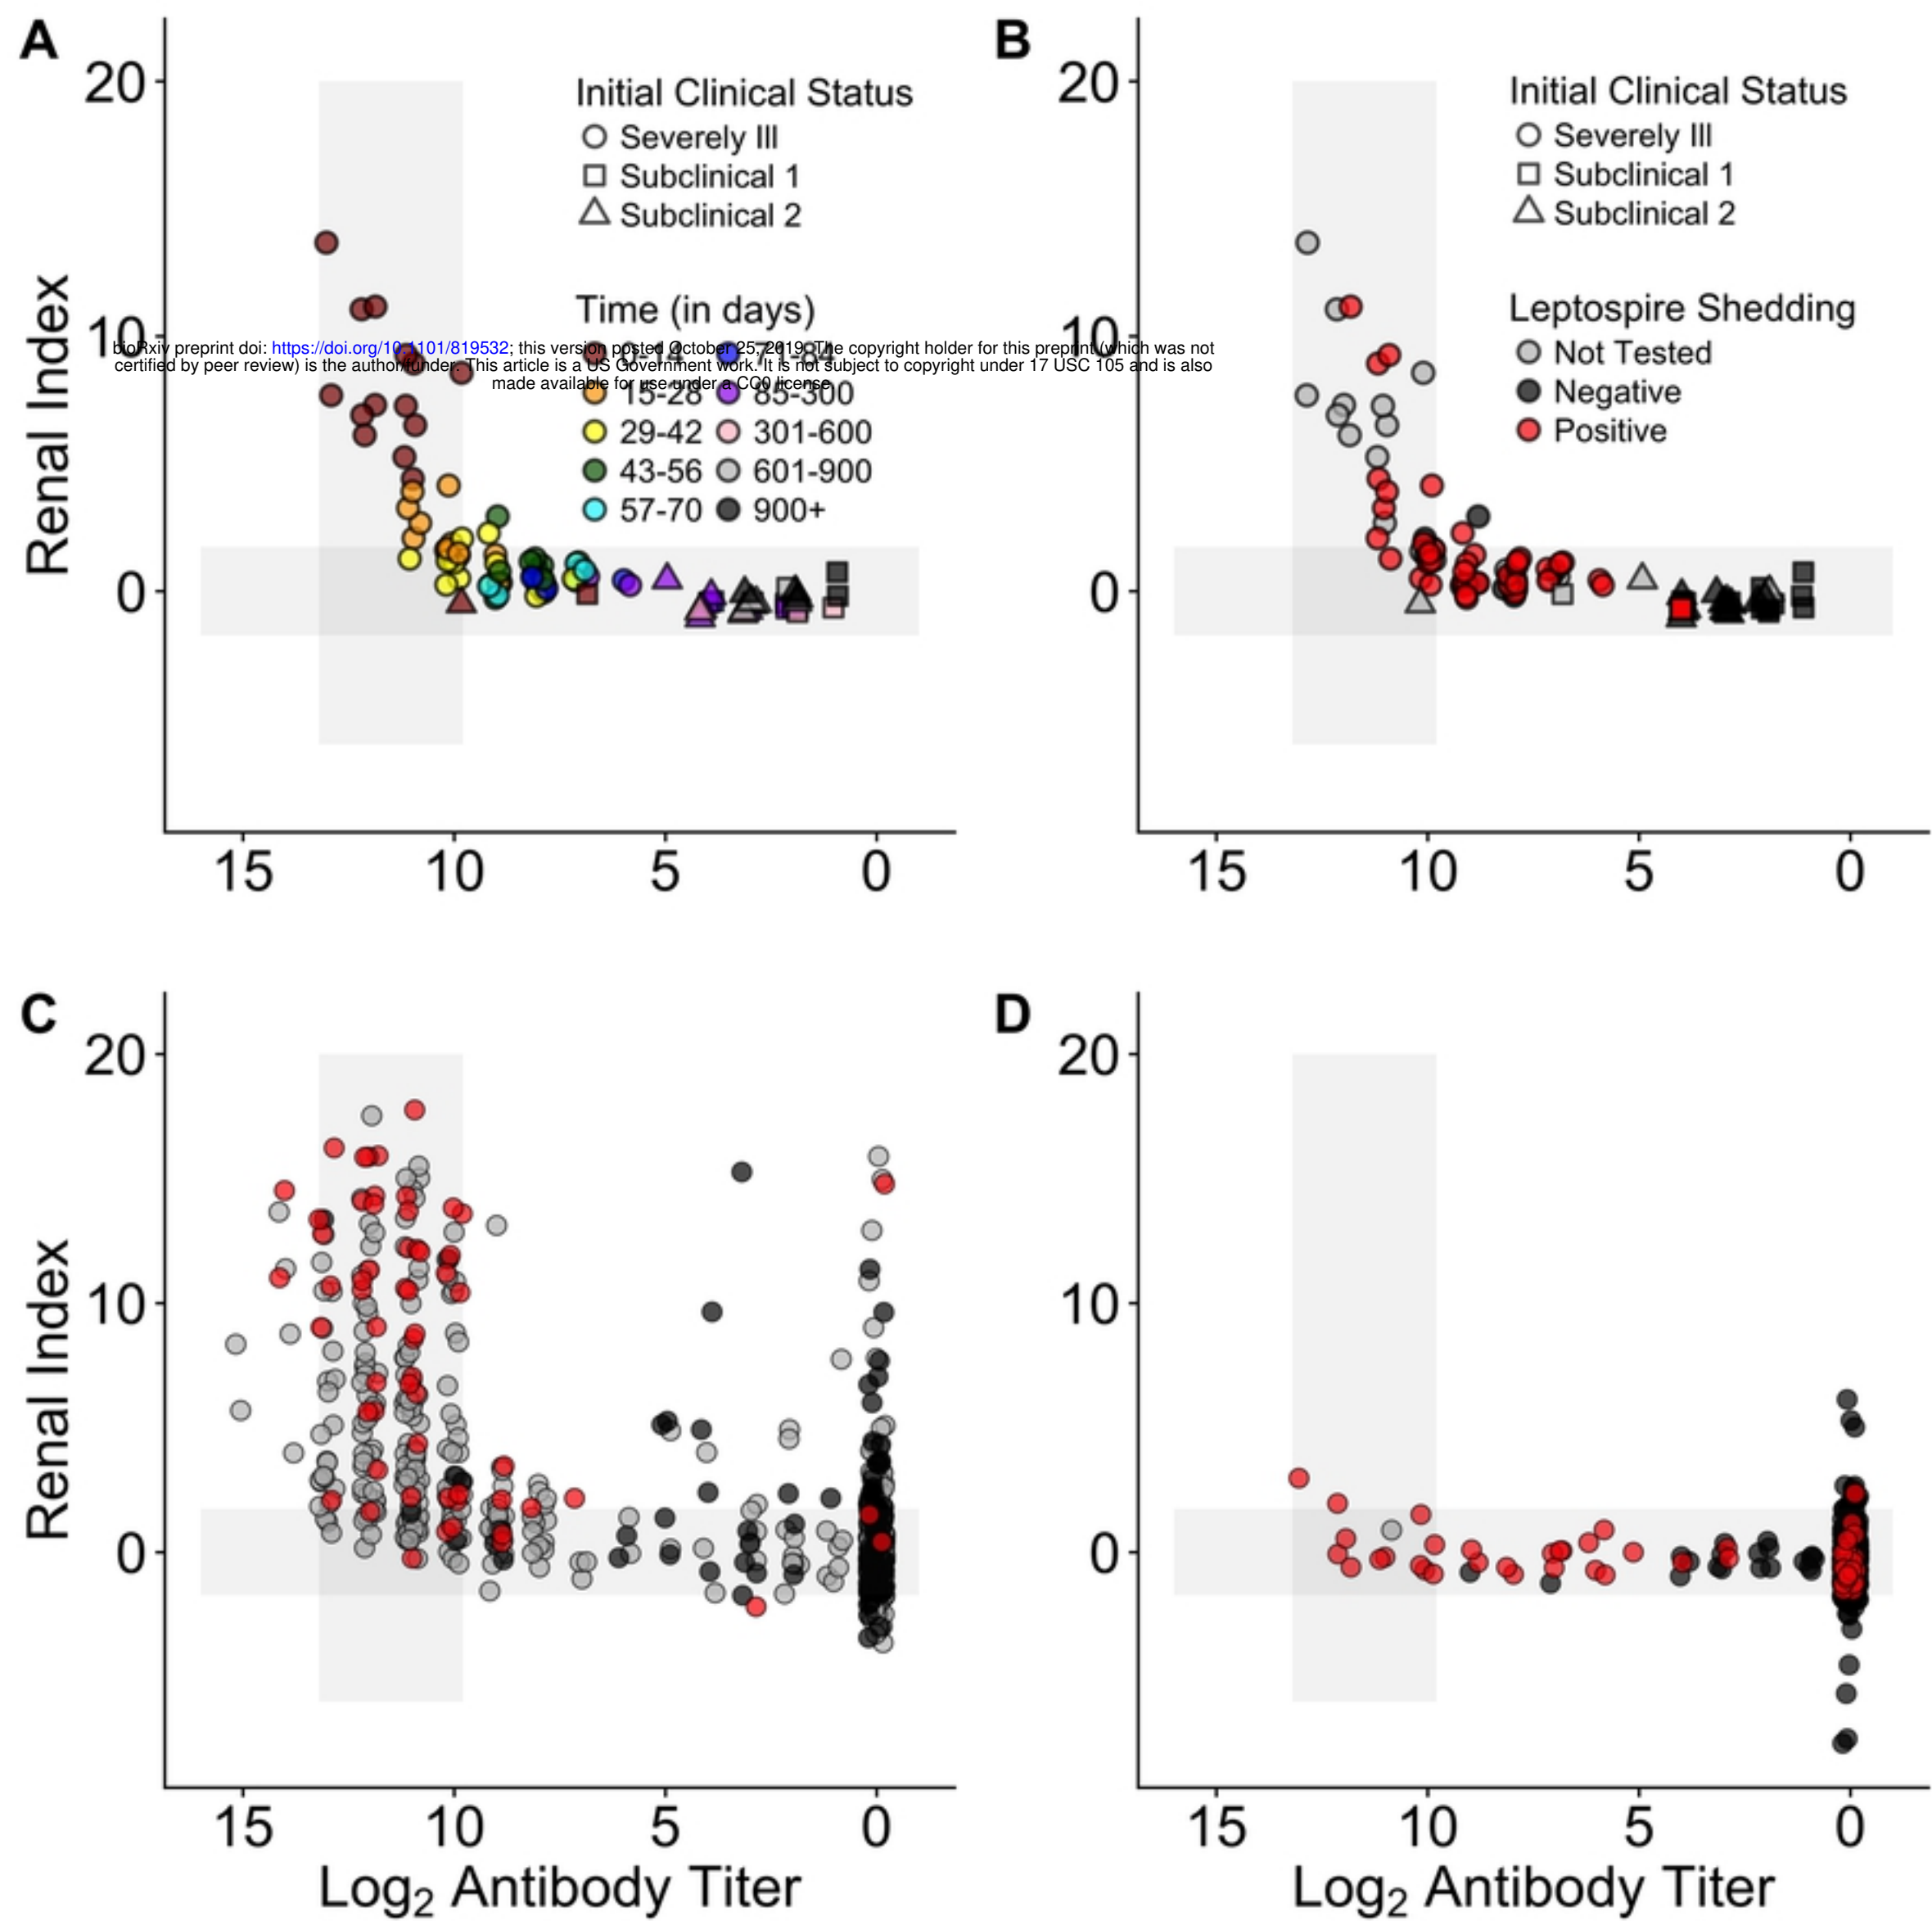 A
20
10
0
Renal Index
15 10 5 0
Initial Clinical Status
Severely Ill
Subclinical 1
Subclinical 2
Time (in days)
0-14 71-84
15-28 85-300
29-42 301-600
43-56 601-900
57-70 900+
bioRxiv preprint doi: https://doi.org/10.1101/819532; this version posted October 25, 2019. The copyright holder for this preprint (which was not
certified by peer review) is the author/funder. This article is a US Government work. It is not subject to copyright under 17 USC 105 and is also
made available for use under a CC0 license.
B
20
10
0
15 10 5 0
Initial Clinical Status
Severely Ill
Subclinical 1
Subclinical 2
Leptospire Shedding
Not Tested
Negative
Positive
C
20
10
0
Renal Index
15 10 5 0
Log2 Antibody Titer
D
20
10
0
15 10 5 0
Log2 Antibody Titer